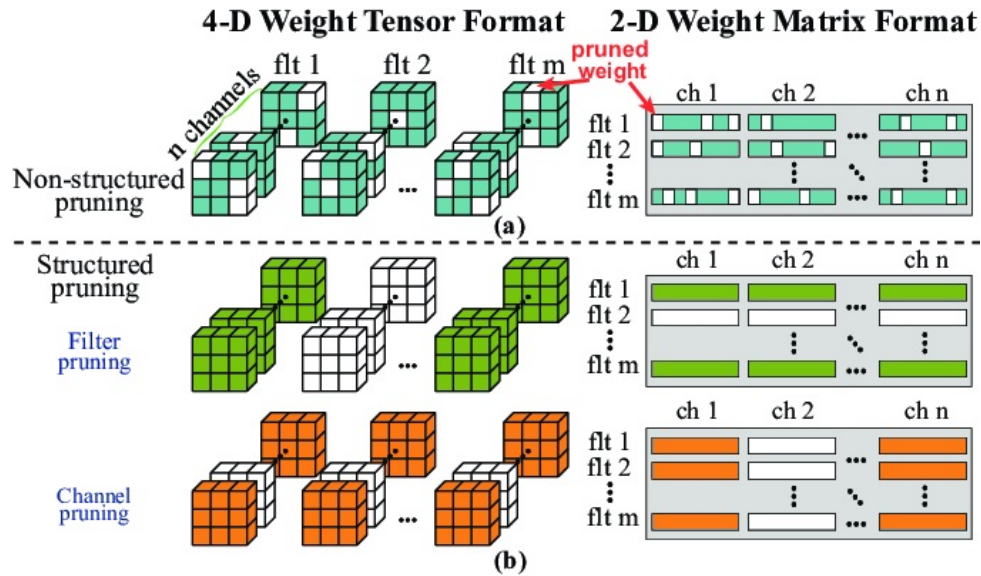 4-D Weight Tensor Format
2-D Weight Matrix Format
flt 1
flt 2
flt m
pruned
weight
n channels
ch 1
ch 2
ch n
flt 1
flt 2
flt m
Non-structured
pruning
(a)
Structured
pruning
Filter
pruning
ch 1
ch 2
ch n
flt 1
flt 2
flt m
Channel
pruning
ch 1
ch 2
ch n
flt 1
flt 2
flt m
(b)